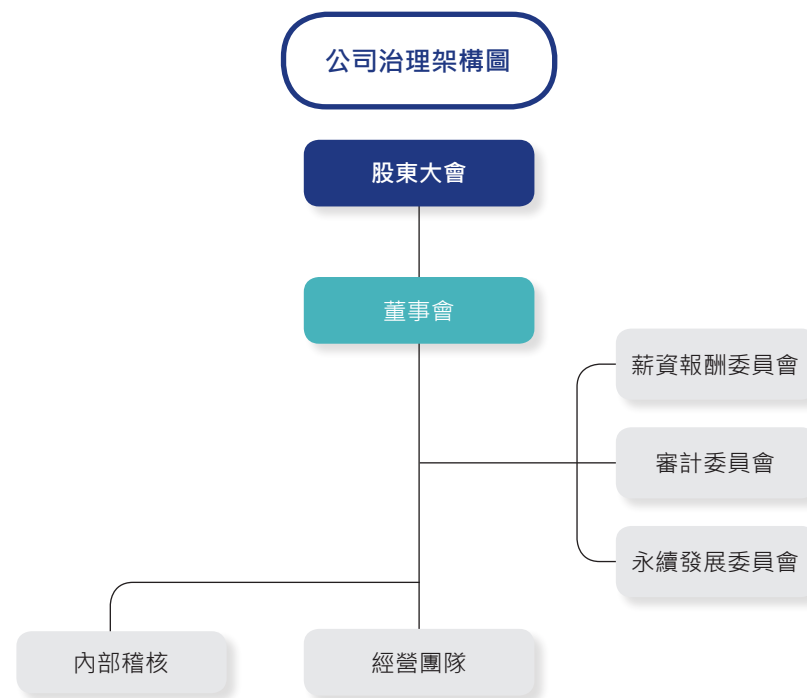 公司治理架構圖
股東大會
董事會
薪資報酬委員會
審計委員會
永續發展委員會
內部稽核
經營團隊